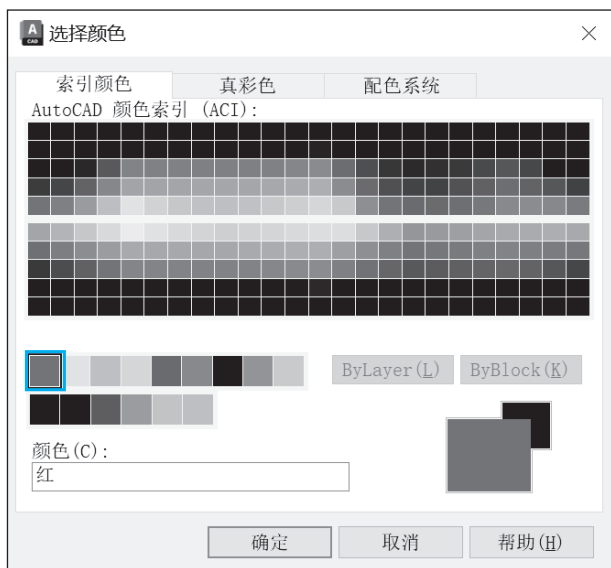 A
CAD
选择颜色
索引颜色 真彩色 配色系统
AutoCAD 颜色索引 (ACI):
ByLayer(L) ByBlock(K)
颜色(C):
红
确定 取消 帮助(H)